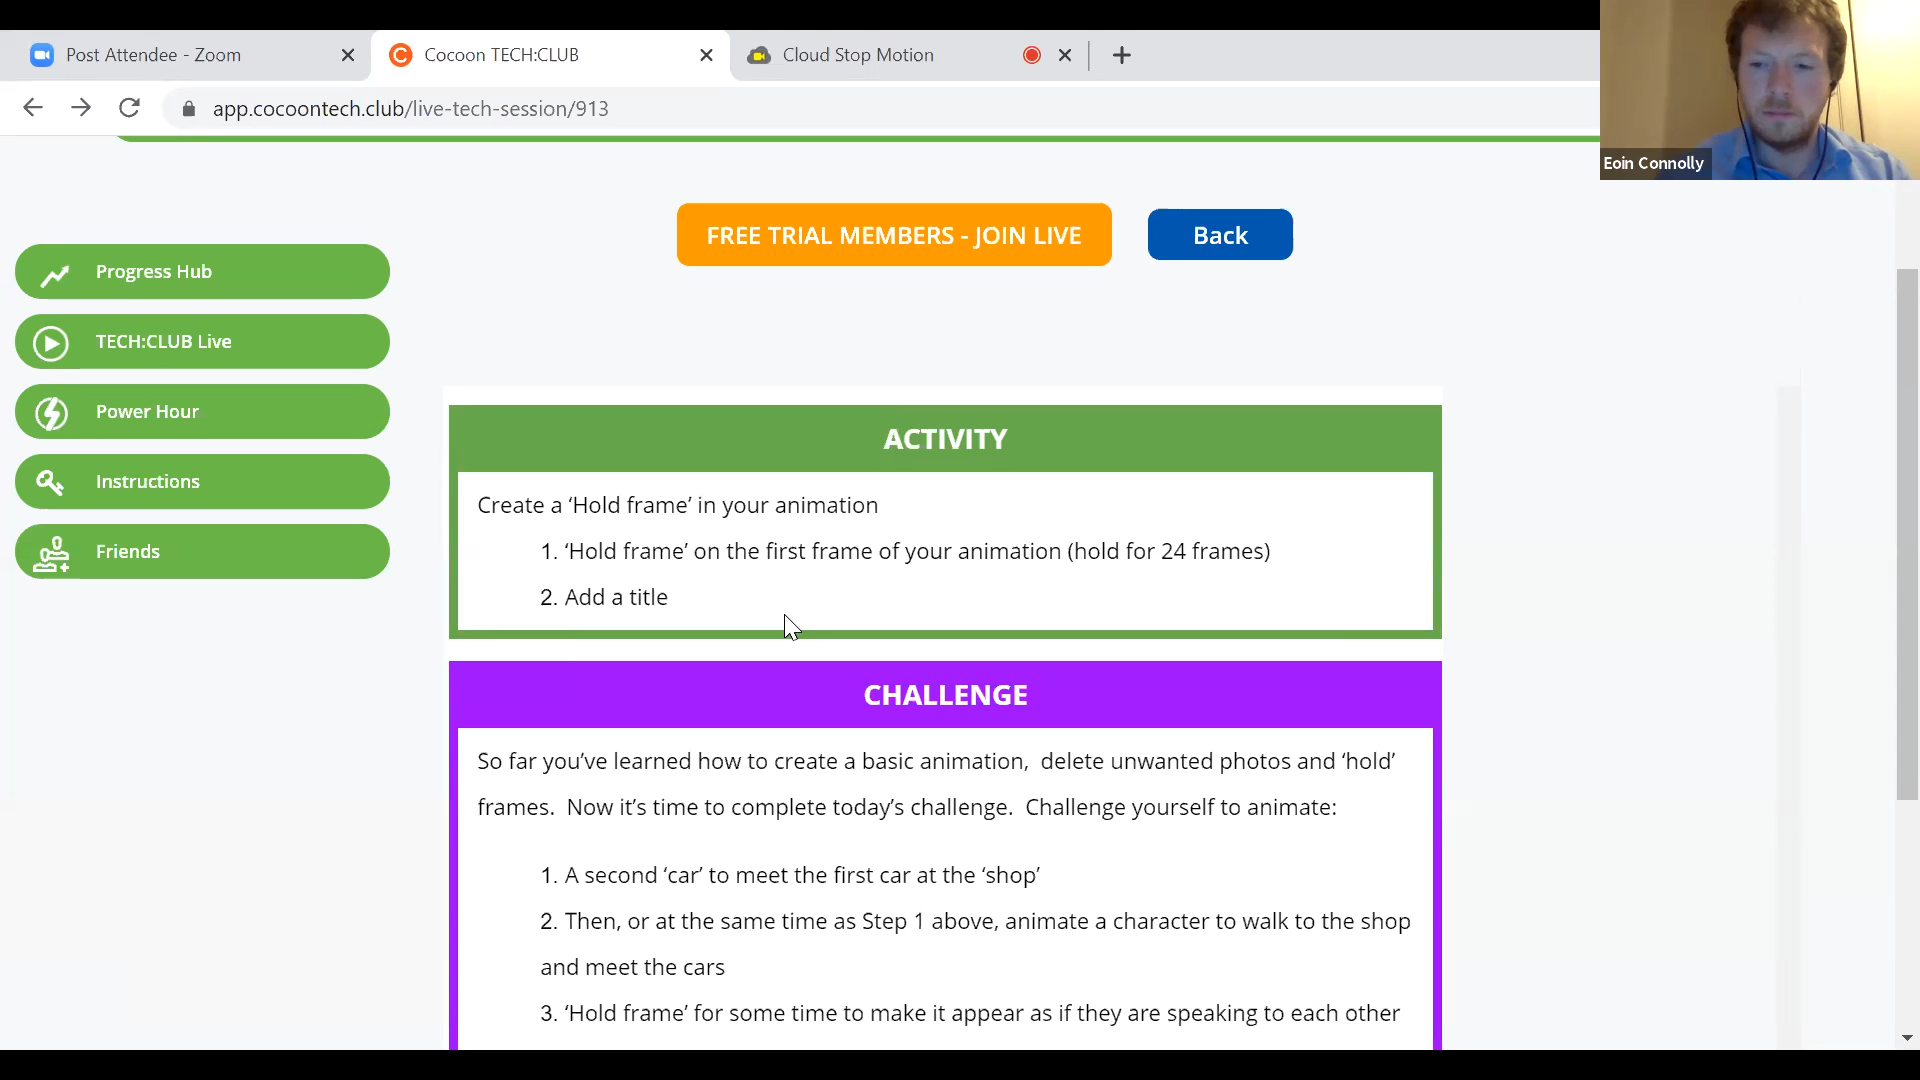 Post Attendee - Zoom
Cocoon TECH:CLUB
Cloud Stop Motion
app.cocoontech.club/live-tech-session/913
Eoin Connolly
FREE TRIAL MEMBERS - JOIN LIVE
Back
Progress Hub
TECH:CLUB Live
Power Hour
Instructions
Friends
ACTIVITY
Create a ‘Hold frame’ in your animation
1. ‘Hold frame’ on the first frame of your animation (hold for 24 frames)
2. Add a title
CHALLENGE
So far you’ve learned how to create a basic animation,  delete unwanted photos and ‘hold’
frames.  Now it’s time to complete today’s challenge.  Challenge yourself to animate:
1. A second ‘car’ to meet the first car at the ‘shop’
2. Then, or at the same time as Step 1 above, animate a character to walk to the shop
and meet the cars
3. ‘Hold frame’ for some time to make it appear as if they are speaking to each other